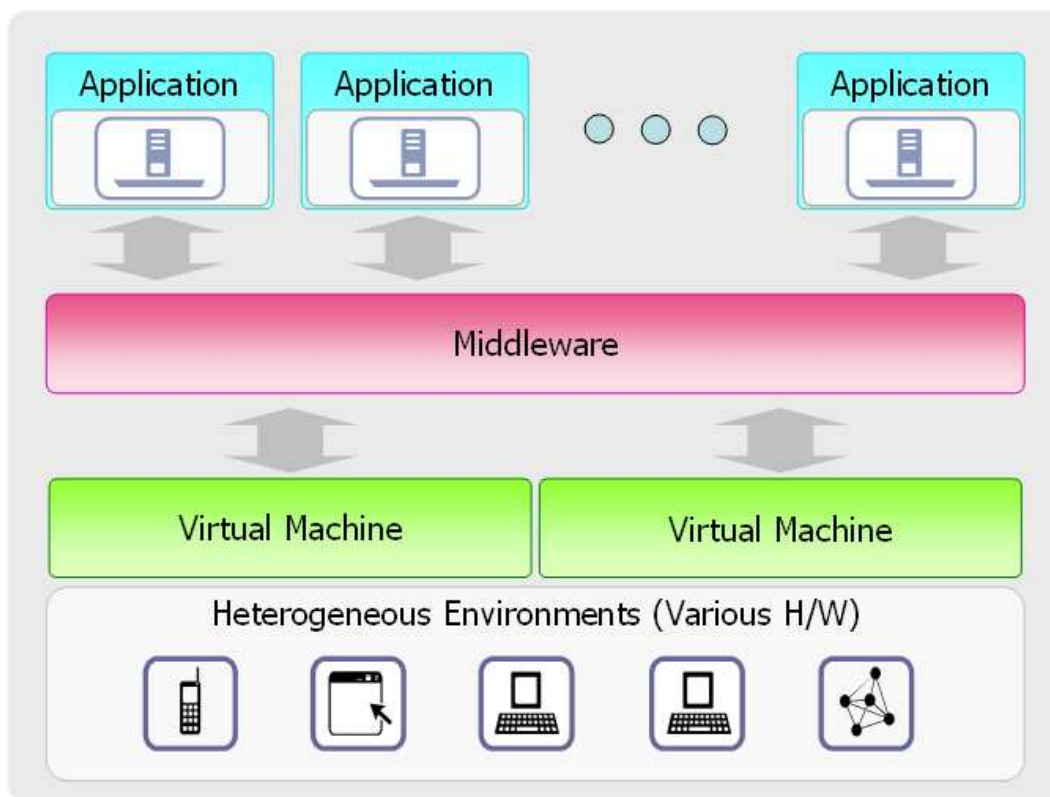 Application
Application
Application
Middleware
Virtual Machine
Virtual Machine
Heterogeneous Environments (Various H/W)